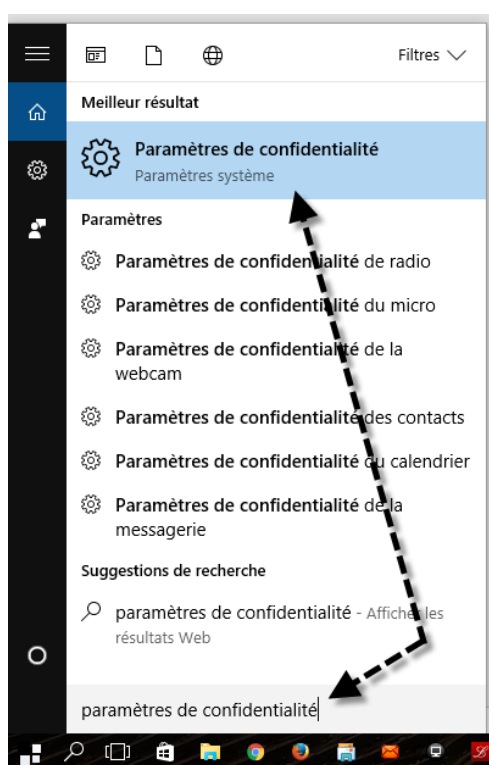 Filtres
Meilleur résultat
Paramètres de confidentialité
Paramètres système
Paramètres
Paramètres de confidentialité de radio
Paramètres de confidentialité du micro
Paramètres de confidentialité de la
webcam
Paramètres de confidentialité des contacts
Paramètres de confidentialité du calendrier
Paramètres de confidentialité de la
messagerie
Suggestions de recherche
paramètres de confidentialité - Afficher les
résultats Web
paramètres de confidentialité